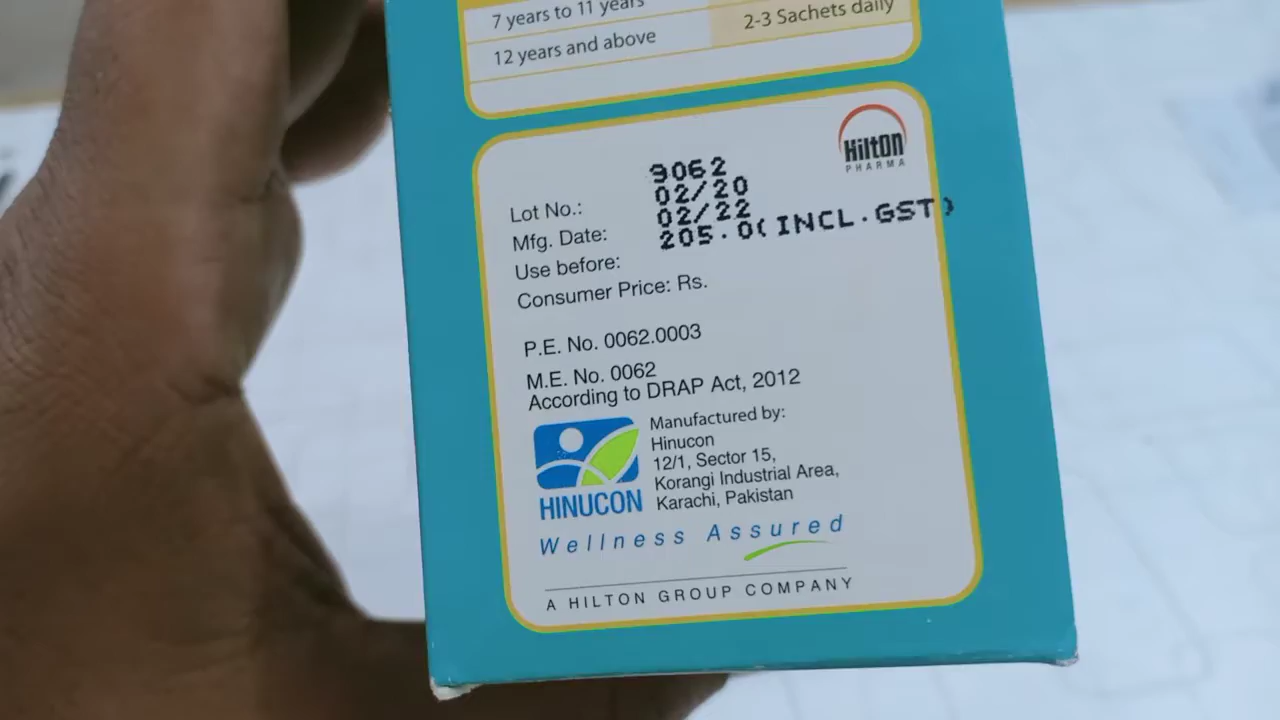 7 years to 11 years
12 years and above
2-3 Sachets daily
HiltOn
PHARMA
Lot No.: 9062
Mfg. Date: 02/20
Use before: 02/22
Consumer Price: Rs. 205.0( INCL.GST )
P.E. No. 0062.0003
M.E. No. 0062
According to DRAP Act, 2012
HINUCON
Manufactured by:
Hinucon
12/1, Sector 15,
Korangi Industrial Area,
Karachi, Pakistan
Wellness Assured
A HILTON GROUP COMPANY